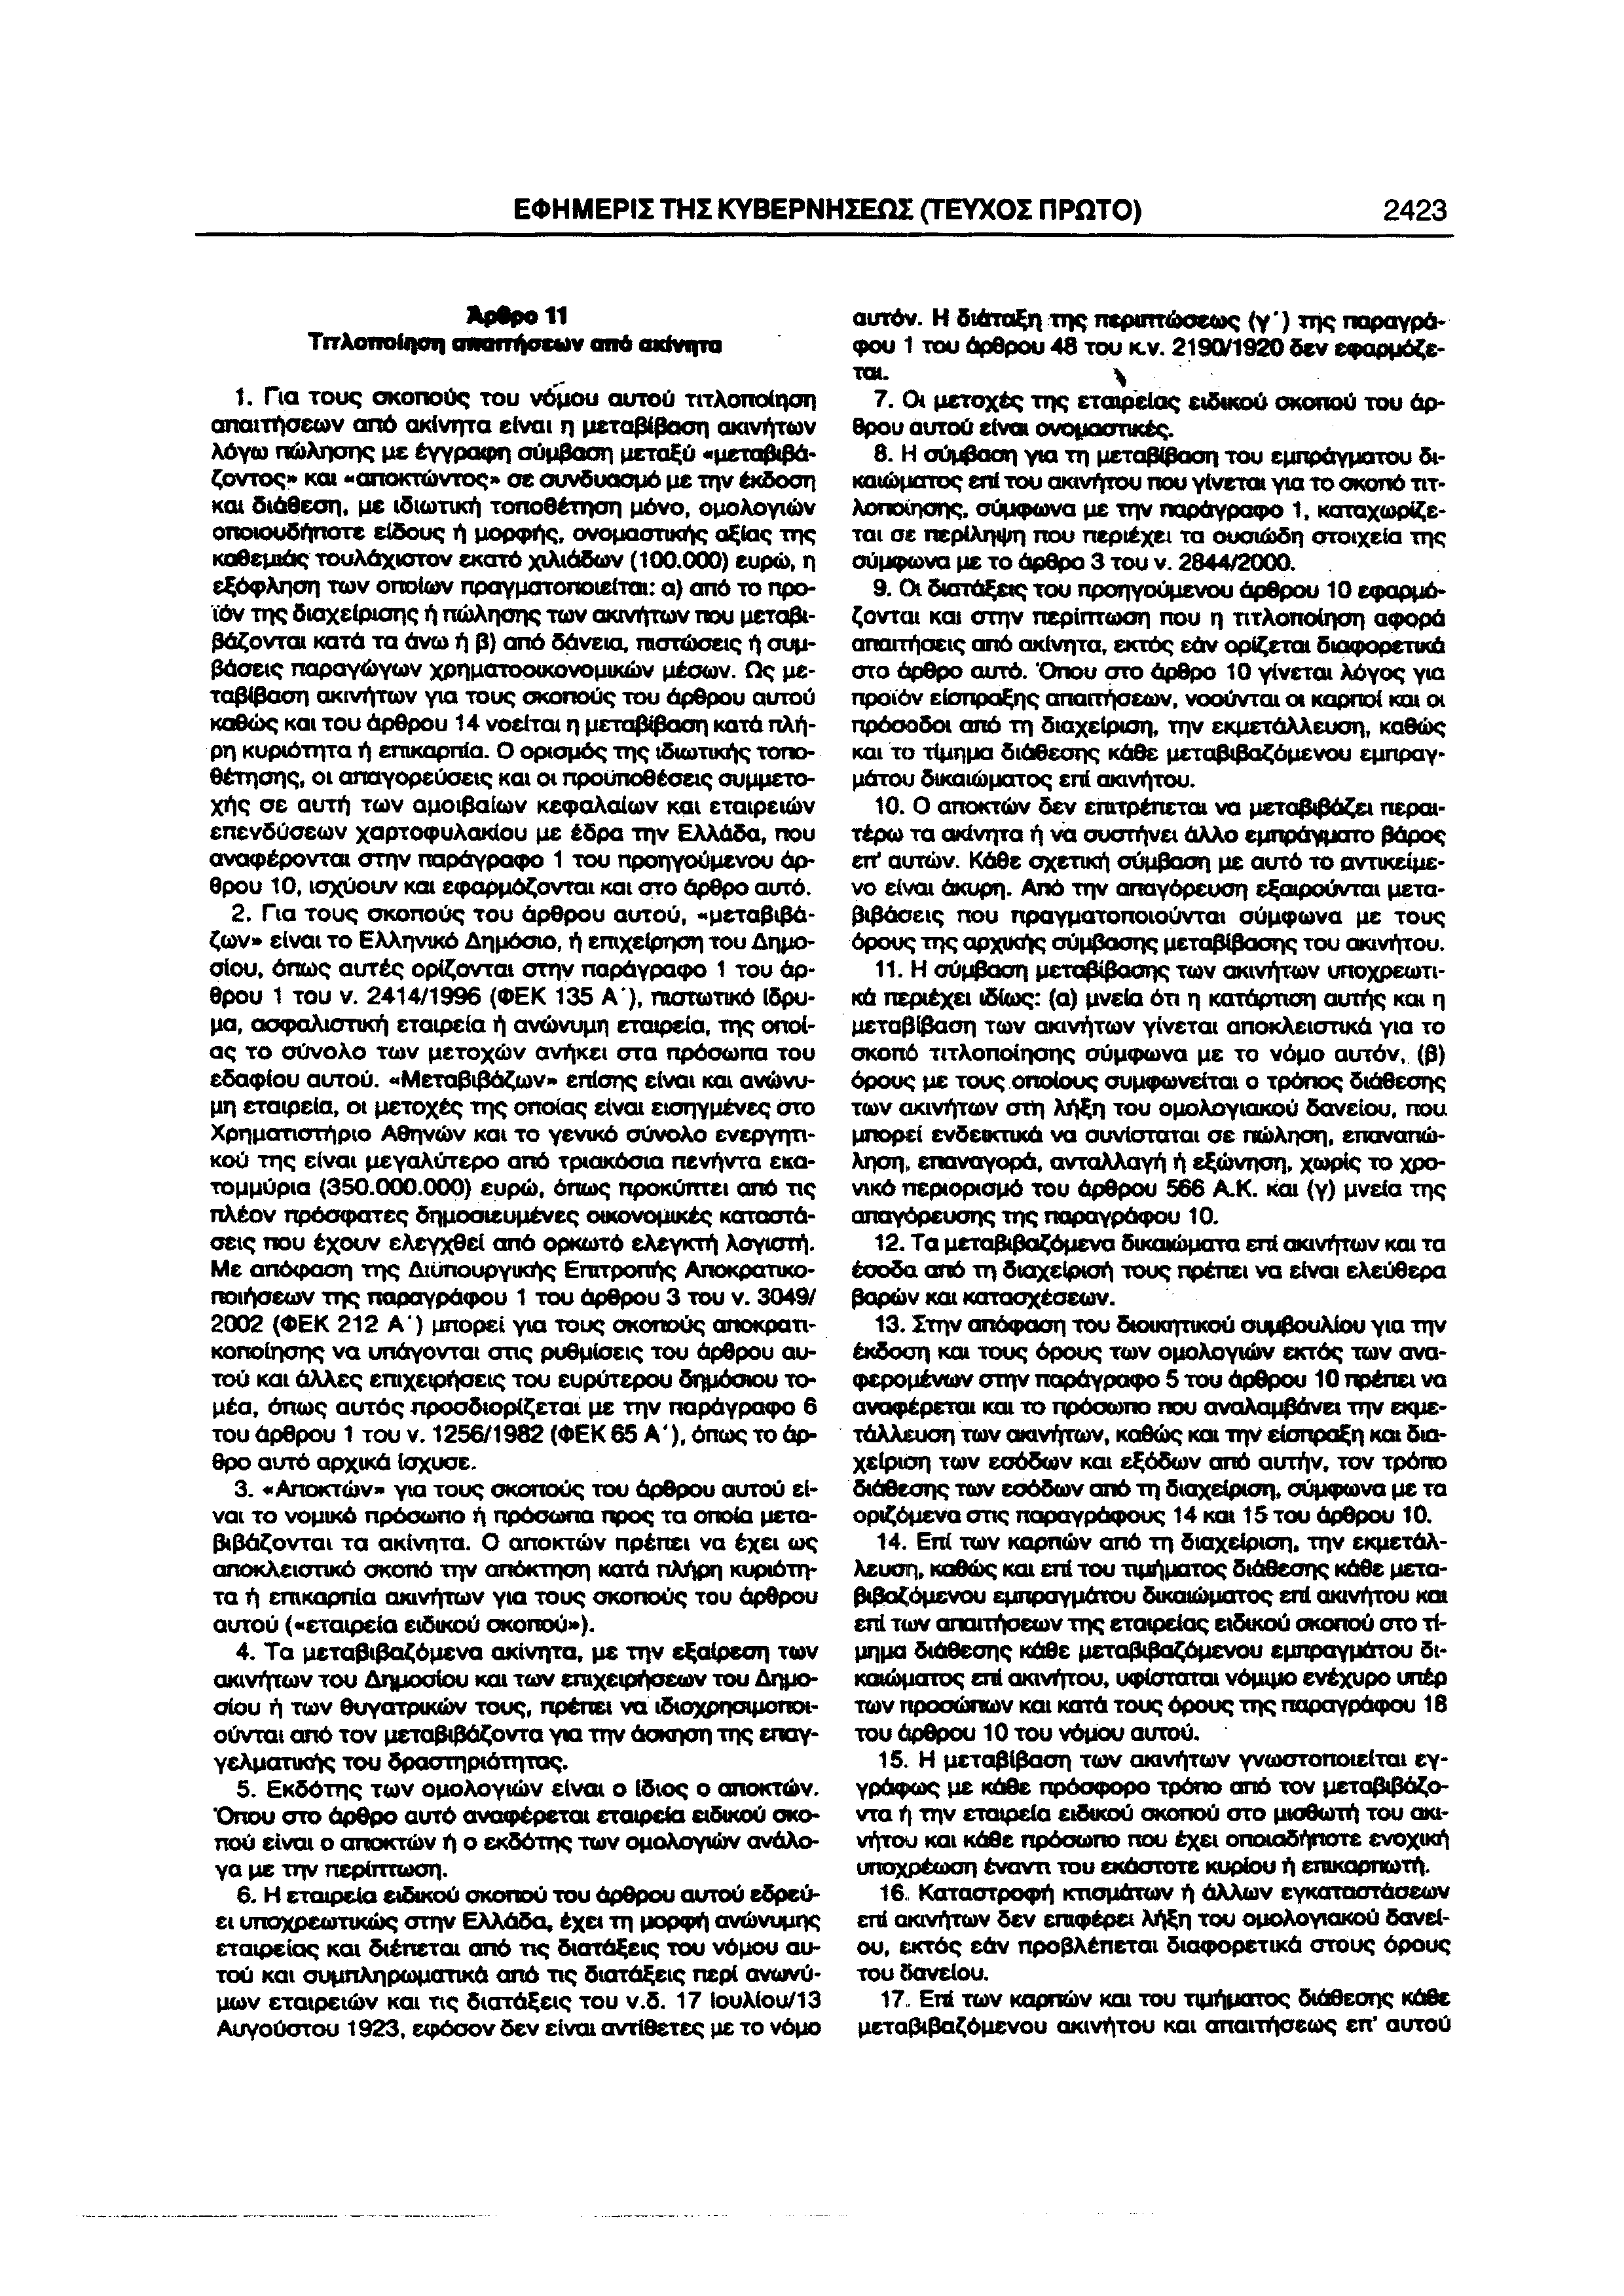 ΕΦΗΜΕΡΙΣ ΤΗΣ ΚΥΒΕΡΝΗΣΕΩΣ (ΤΕΥΧΟΣ ΠΡΩΤΟ) 2423
Άρθρο 11
Τιτλοποίηση απαιτήσεων από ακίνητα
1. Για τους σκοπούς του νόμου αυτού τιτλοποίηση
απαιτήσεων από ακίνητα είναι η μεταβίβαση ακινήτων
λόγω πώλησης με έγγραφη σύμβαση μεταξύ «μεταβιβά-
ζοντος» και «αποκτώντος» σε συνδυασμό με την έκδοση
και διάθεση, με ιδιωτική τοποθέτηση μόνο, ομολογιών
οποιουδήποτε είδους ή μορφής, ονομαστικής αξίας της
καθεμιάς τουλάχιστον εκατό χιλιάδων (100.000) ευρώ, η
εξόφληση των οποίων πραγματοποιείται: α) από το προ-
ϊόν της διαχείρισης ή πώλησης των ακινήτων που μεταβι-
βάζονται κατά τα άνω ή β) από δάνεια, πιστώσεις ή συμ-
βάσεις παραγώγων χρηματοοικονομικών μέσων. Ως με-
ταβίβαση ακινήτων για τους σκοπούς του άρθρου αυτού
καθώς και του άρθρου 14 νοείται η μεταβίβαση κατά πλή-
ρη κυριότητα ή επικαρπία. Ο ορισμός της ιδιωτικής τοπο-
θέτησης, οι απαγορεύσεις και οι προϋποθέσεις συμμετο-
χής σε αυτή των αμοιβαίων κεφαλαίων και εταιρειών
επενδύσεων χαρτοφυλακίου με έδρα την Ελλάδα, που
αναφέρονται στην παράγραφο 1 του προηγούμενου άρ-
θρου 10, ισχύουν και εφαρμόζονται και στο άρθρο αυτό.
2. Για τους σκοπούς του άρθρου αυτού, «μεταβιβά-
ζων» είναι το Ελληνικό Δημόσιο, ή επιχείρηση του Δημο-
σίου, όπως αυτές ορίζονται στην παράγραφο 1 του άρ-
θρου 1 του ν. 2414/1996 (ΦΕΚ 135 Α΄), πιστωτικό ίδρυ-
μα, ασφαλιστική εταιρεία ή ανώνυμη εταιρεία, της οποί-
ας το σύνολο των μετοχών ανήκει στα πρόσωπα του
εδαφίου αυτού. «Μεταβιβάζων» επίσης είναι και ανώνυ-
μη εταιρεία, οι μετοχές της οποίας είναι εισηγμένες στο
Χρηματιστήριο Αθηνών και το γενικό σύνολο ενεργητι-
κού της είναι μεγαλύτερο από τριακόσια πενήντα εκα-
τομμύρια (350.000.000) ευρώ, όπως προκύπτει από τις
πλέον πρόσφατες δημοσιευμένες οικονομικές καταστά-
σεις που έχουν ελεγχθεί από ορκωτό ελεγκτή λογιστή.
Με απόφαση της Διϋπουργικής Επιτροπής Αποκρατικο-
ποιήσεων της παραγράφου 1 του άρθρου 3 του ν. 3049/
2002 (ΦΕΚ 212 Α΄) μπορεί για τους σκοπούς αποκρατι-
κοποίησης να υπάγονται στις ρυθμίσεις του άρθρου αυ-
τού και άλλες επιχειρήσεις του ευρύτερου δημόσιου το-
μέα, όπως αυτός προσδιορίζεται με την παράγραφο 6
του άρθρου 1 του ν. 1256/1982 (ΦΕΚ 65 Α΄), όπως το άρ-
θρο αυτό αρχικά ίσχυσε.
3. «Αποκτών» για τους σκοπούς του άρθρου αυτού εί-
ναι το νομικό πρόσωπο ή πρόσωπα προς τα οποία μετα-
βιβάζονται τα ακίνητα. Ο αποκτών πρέπει να έχει ως
αποκλειστικό σκοπό την απόκτηση κατά πλήρη κυριότη-
τα ή επικαρπία ακινήτων για τους σκοπούς του άρθρου
αυτού («εταιρεία ειδικού σκοπού»).
4. Τα μεταβιβαζόμενα ακίνητα, με την εξαίρεση των
ακινήτων του Δημοσίου και των επιχειρήσεων του Δημο-
σίου ή των θυγατρικών τους, πρέπει να ιδιοχρησιμοποι-
ούνται από τον μεταβιβάζοντα για την άσκηση της επαγ-
γελματικής του δραστηριότητας.
5. Εκδότης των ομολογιών είναι ο ίδιος ο αποκτών.
Όπου στο άρθρο αυτό αναφέρεται εταιρεία ειδικού σκο-
πού είναι ο αποκτών ή ο εκδότης των ομολογιών ανάλο-
γα με την περίπτωση.
6. Η εταιρεία ειδικού σκοπού του άρθρου αυτού εδρεύ-
ει υποχρεωτικώς στην Ελλάδα, έχει τη μορφή ανώνυμης
εταιρείας και διέπεται από τις διατάξεις του νόμου αυ-
τού και συμπληρωματικά από τις διατάξεις περί ανωνύ-
μων εταιρειών και τις διατάξεις του ν.δ. 17 Ιουλίου/13
Αυγούστου 1923, εφόσον δεν είναι αντίθετες με το νόμο
αυτόν. Η διάταξη της περιπτώσεως (γ΄) της παραγρά-
φου 1 του άρθρου 48 του κ.ν. 2190/1920 δεν εφαρμόζε-
ται.
7. Οι μετοχές της εταιρείας ειδικού σκοπού του άρ-
θρου αυτού είναι ονομαστικές.
8. Η σύμβαση για τη μεταβίβαση του εμπράγματου δι-
καιώματος επί του ακινήτου που γίνεται για το σκοπό τιτ-
λοποίησης, σύμφωνα με την παράγραφο 1, καταχωρίζε-
ται σε περίληψη που περιέχει τα ουσιώδη στοιχεία της
σύμφωνα με το άρθρο 3 του ν. 2844/2000.
9. Οι διατάξεις του προηγούμενου άρθρου 10 εφαρμό-
ζονται και στην περίπτωση που η τιτλοποίηση αφορά
απαιτήσεις από ακίνητα, εκτός εάν ορίζεται διαφορετικά
στο άρθρο αυτό. Όπου στο άρθρο 10 γίνεται λόγος για
προϊόν είσπραξης απαιτήσεων, νοούνται οι καρποί και οι
πρόσοδοι από τη διαχείριση, την εκμετάλλευση, καθώς
και το τίμημα διάθεσης κάθε μεταβιβαζόμενου εμπραγ-
μάτου δικαιώματος επί ακινήτου.
10. Ο αποκτών δεν επιτρέπεται να μεταβιβάζει περαι-
τέρω τα ακίνητα ή να συστήνει άλλο εμπράγματο βάρος
επ' αυτών. Κάθε σχετική σύμβαση με αυτό το αντικείμε-
νο είναι άκυρη. Από την απαγόρευση εξαιρούνται μετα-
βιβάσεις που πραγματοποιούνται σύμφωνα με τους
όρους της αρχικής σύμβασης μεταβίβασης του ακινήτου.
11. Η σύμβαση μεταβίβασης των ακινήτων υποχρεωτι-
κά περιέχει ιδίως: (α) μνεία ότι η κατάρτιση αυτής και η
μεταβίβαση των ακινήτων γίνεται αποκλειστικά για το
σκοπό τιτλοποίησης σύμφωνα με το νόμο αυτόν, (β)
όρους με τους οποίους συμφωνείται ο τρόπος διάθεσης
των ακινήτων στη λήξη του ομολογιακού δανείου, που
μπορεί ενδεικτικά να συνίσταται σε πώληση, επαναπώ-
ληση, επαναγορά, ανταλλαγή ή εξώνηση, χωρίς το χρο-
νικό περιορισμό του άρθρου 566 Α.Κ. και (γ) μνεία της
απαγόρευσης της παραγράφου 10.
12. Τα μεταβιβαζόμενα δικαιώματα επί ακινήτων και τα
έσοδα από τη διαχείρισή τους πρέπει να είναι ελεύθερα
βαρών και κατασχέσεων.
13. Στην απόφαση του διοικητικού συμβουλίου για την
έκδοση και τους όρους των ομολογιών εκτός των ανα-
φερομένων στην παράγραφο 5 του άρθρου 10 πρέπει να
αναφέρεται και το πρόσωπο που αναλαμβάνει την εκμε-
τάλλευση των ακινήτων, καθώς και την είσπραξη και δια-
χείριση των εσόδων και εξόδων από αυτήν, τον τρόπο
διάθεσης των εσόδων από τη διαχείριση, σύμφωνα με τα
οριζόμενα στις παραγράφους 14 και 15 του άρθρου 10.
14. Επί των καρπών από τη διαχείριση, την εκμετάλ-
λευση, καθώς και επί του τιμήματος διάθεσης κάθε μετα-
βιβαζόμενου εμπραγμάτου δικαιώματος επί ακινήτου και
επί των απαιτήσεων της εταιρείας ειδικού σκοπού στο τί-
μημα διάθεσης κάθε μεταβιβαζόμενου εμπραγμάτου δι-
καιώματος επί ακινήτου, υφίσταται νόμιμο ενέχυρο υπέρ
των προσώπων και κατά τους όρους της παραγράφου 18
του άρθρου 10 του νόμου αυτού.
15. Η μεταβίβαση των ακινήτων γνωστοποιείται εγ-
γράφως με κάθε πρόσφορο τρόπο από τον μεταβιβάζο-
ντα ή την εταιρεία ειδικού σκοπού στο μισθωτή του ακι-
νήτου και κάθε πρόσωπο που έχει οποιαδήποτε ενοχική
υποχρέωση έναντι του εκάστοτε κυρίου ή επικαρπωτή.
16. Καταστροφή κτισμάτων ή άλλων εγκαταστάσεων
επί ακινήτων δεν επιφέρει λήξη του ομολογιακού δανεί-
ου, εκτός εάν προβλέπεται διαφορετικά στους όρους
του δανείου.
17. Επί των καρπών και του τιμήματος διάθεσης κάθε
μεταβιβαζόμενου ακινήτου και απαιτήσεως επ' αυτού